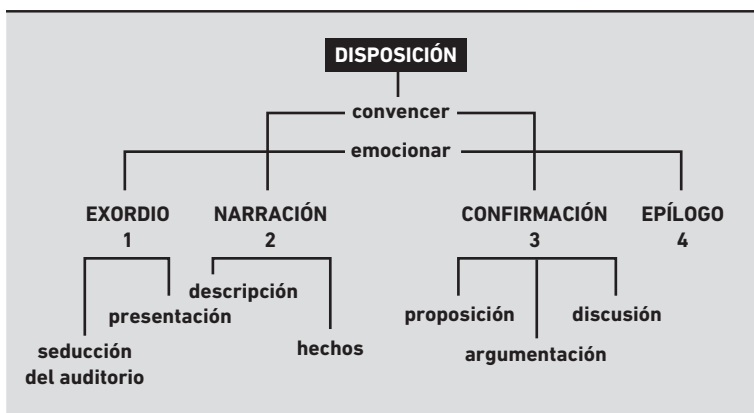 DISPOSICIÓN
convencer
emocionar
EXORDIO
1
NARRACIÓN
2
CONFIRMACIÓN
3
EPÍLOGO
4
seducción
del auditorio
presentación
descripción
hechos
proposición
argumentación
discusión